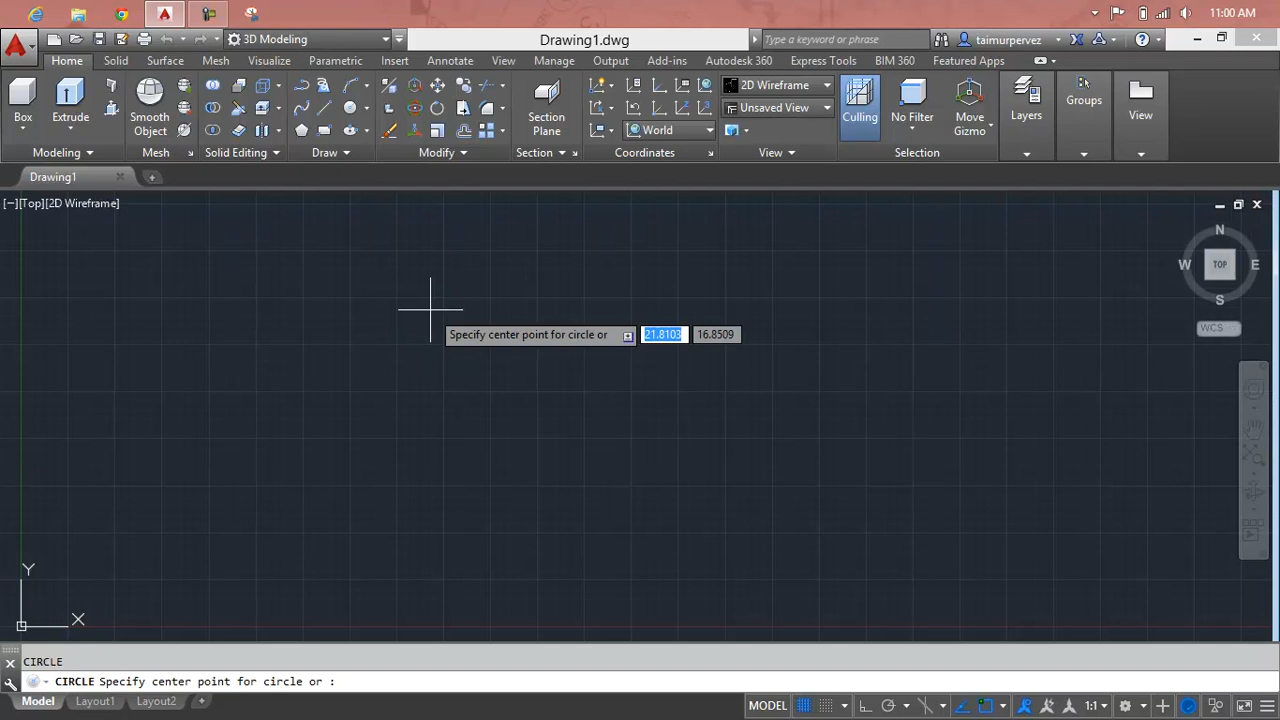 11:00 AM
3D Modeling
Drawing1.dwg
Type a keyword or phrase
taimurpervez
Home Solid Surface Mesh Visualize Parametric Insert Annotate View Manage Output Add-ins Autodesk 360 Express Tools BIM 360 Featured Apps
Box
Extrude
Smooth
Object
Section
Plane
World
2D Wireframe
Unsaved View
Culling
No Filter
Move
Gizmo
Layers
Groups
View
Modeling Mesh Solid Editing Draw Modify Section Coordinates View Selection
Drawing1
[−][Top][2D Wireframe]
N
W TOP E
S
WCS
Specify center point for circle or 21.8103 16.8509
Y
X
CIRCLE
CIRCLE Specify center point for circle or :
Model Layout1 Layout2 MODEL 1:1